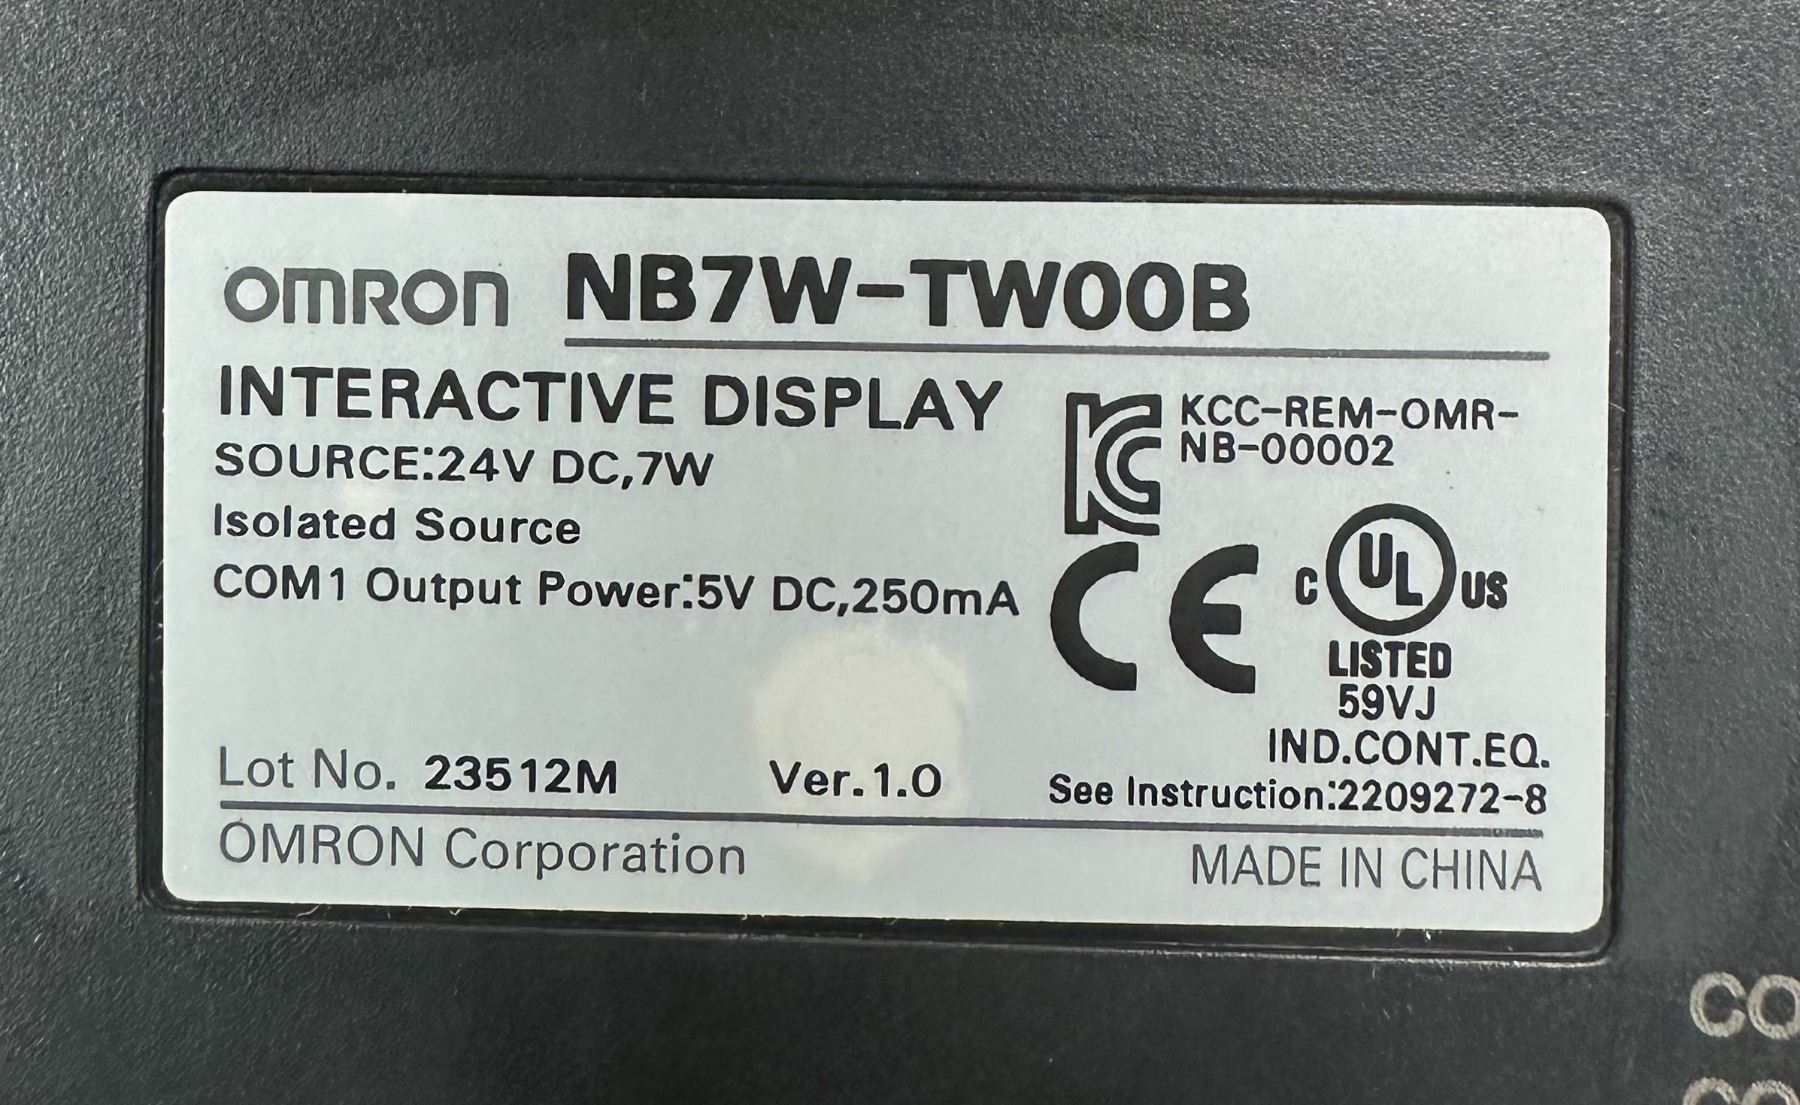 OMRON NB7W-TW00B
INTERACTIVE DISPLAY
SOURCE:24V DC,7W
Isolated Source
COM1 Output Power:5V DC,250mA
KCC-REM-OMR-
NB-00002
CE
C UL US
LISTED
59VJ
IND.CONT.EQ.
Lot No. 23512M Ver.1.0 See Instruction:2209272-8
OMRON Corporation MADE IN CHINA
CO